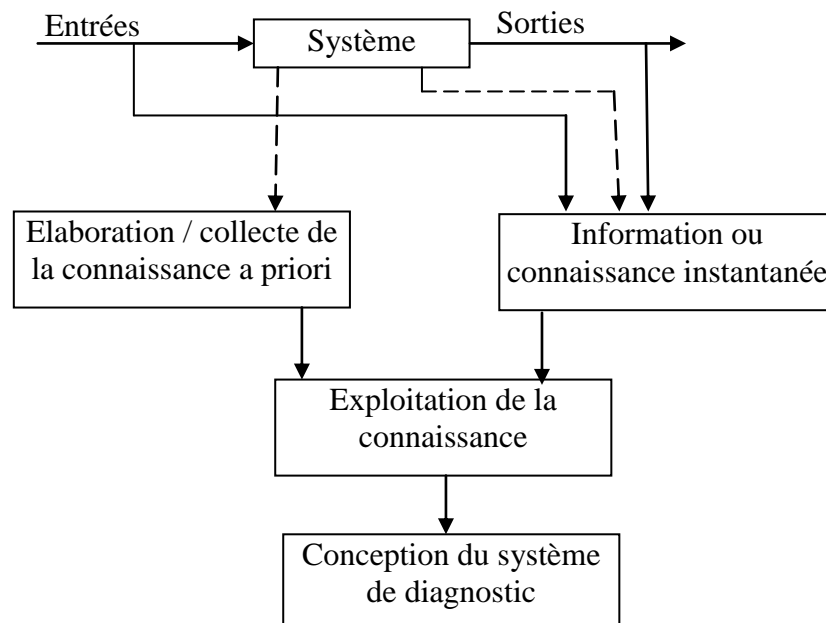 Entrées
Système
Sorties
Elaboration / collecte de
la connaissance a priori
Information ou
connaissance instantanée
Exploitation de la
connaissance
Conception du système
de diagnostic